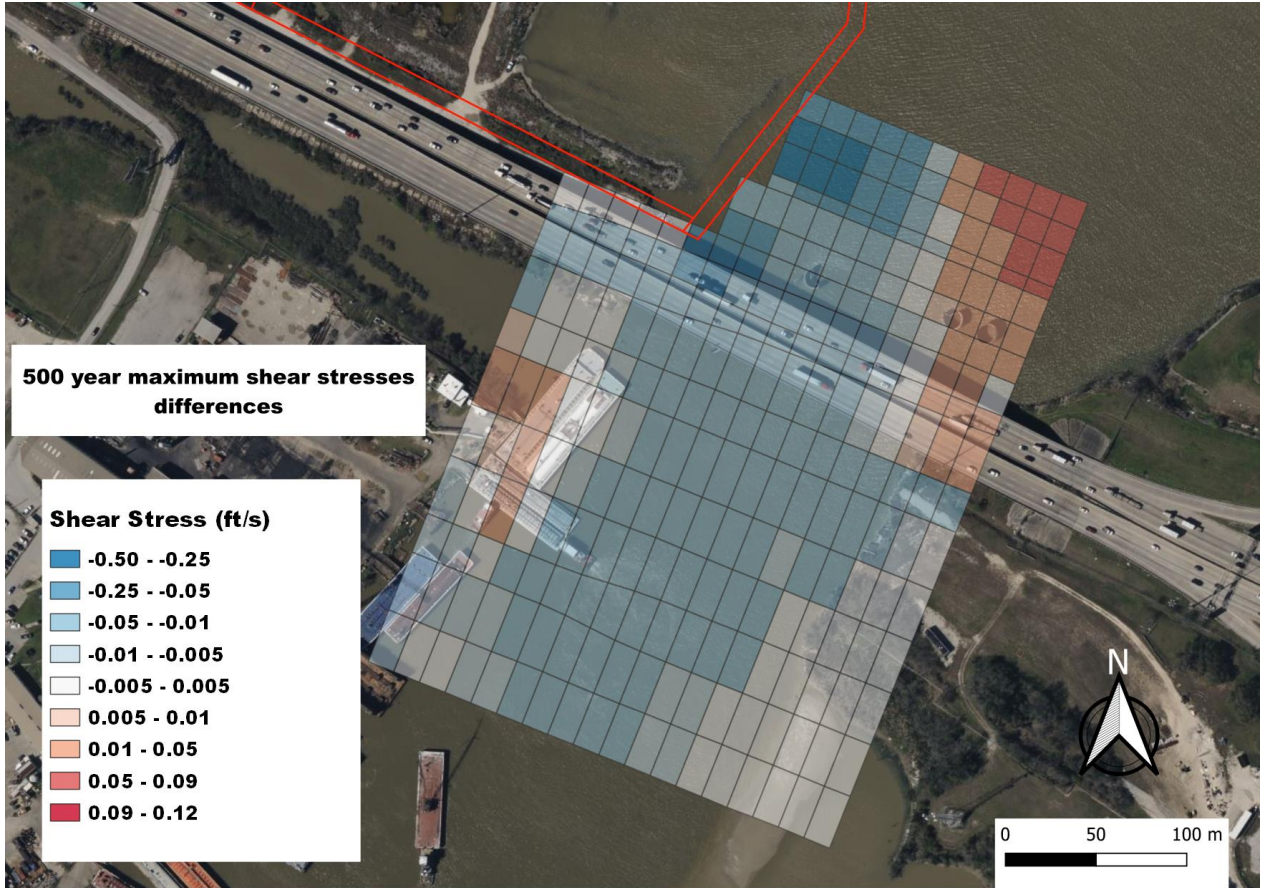 500 year maximum shear stresses
differences
Shear Stress (ft/s)
-0.50 - -0.25
-0.25 - -0.05
-0.05 - -0.01
-0.01 - -0.005
-0.005 - 0.005
0.005 - 0.01
0.01 - 0.05
0.05 - 0.09
0.09 - 0.12
N
0 50 100 m